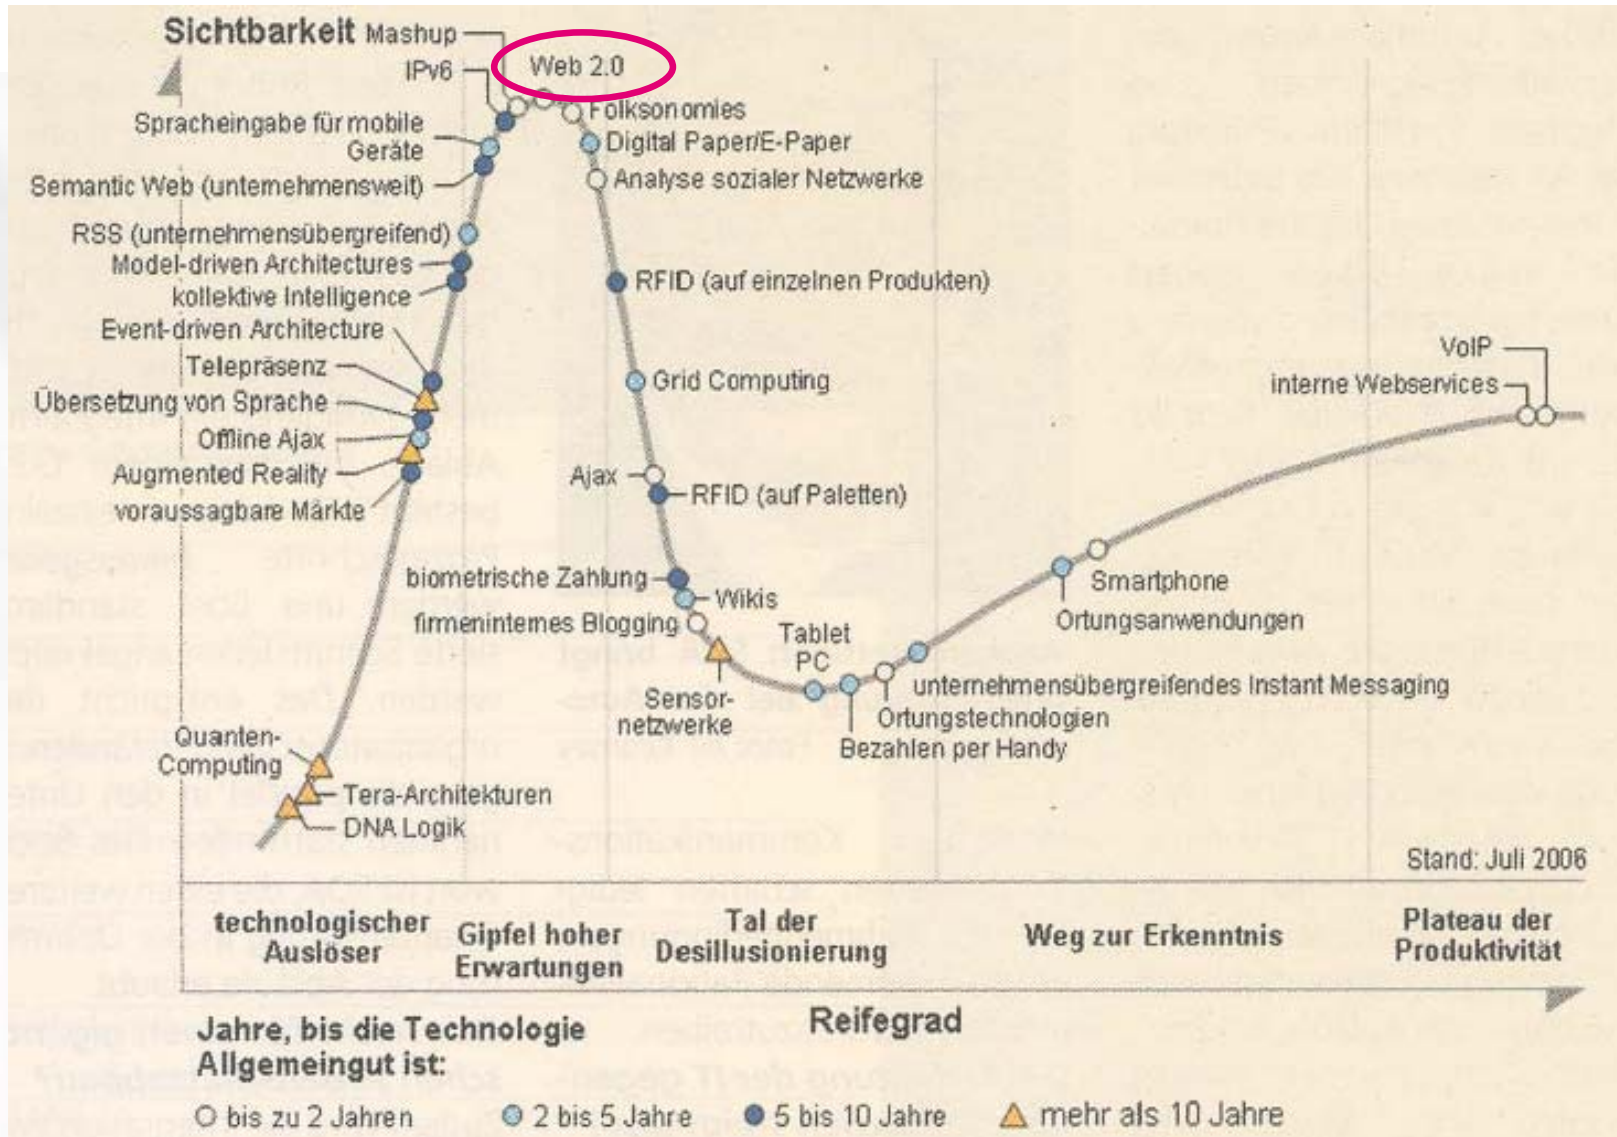 Sichtbarkeit
Mashup
IPv6
Web 2.0
Folksonomies
Spracheingabe für mobile
Geräte
Digital Paper/E-Paper
Semantic Web (unternehmensweit)
Analyse sozialer Netzwerke
RSS (unternehmensübergreifend)
Model-driven Architectures
kollektive Intelligence
RFID (auf einzelnen Produkten)
Event-driven Architecture
Telepräsenz
Übersetzung von Sprache
Grid Computing
Offline Ajax
Augmented Reality
voraussagbare Märkte
Ajax
RFID (auf Paletten)
biometrische Zahlung
Wikis
firmeninternes Blogging
Sensor-
netzwerke
Tablet
PC
VoIP
interne Webservices
Smartphone
Ortungsanwendungen
unternehmensübergreifendes Instant Messaging
Ortungstechnologien
Bezahlen per Handy
Quanten-
Computing
Tera-Architekturen
DNA Logik
Stand: Juli 2006
technologischer
Auslöser
Gipfel hoher
Erwartungen
Tal der
Desillusionierung
Weg zur Erkenntnis
Plateau der
Produktivität
Reifegrad
Jahre, bis die Technologie
Allgemeingut ist:
bis zu 2 Jahren
2 bis 5 Jahre
5 bis 10 Jahre
mehr als 10 Jahre